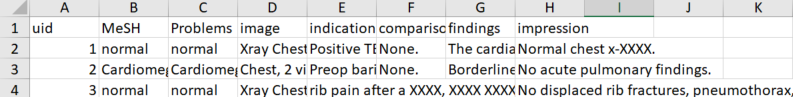 A B C D E F G H I J K
1 uid MeSH Problems image indication compariso findings impression
2 1 normal normal Xray Chest Positive TB None. The cardia Normal chest x-XXXX.
3 2 Cardiomeg Cardiomeg Chest, 2 vi Preop bari None. Borderline No acute pulmonary findings.
4 3 normal normal Xray Chest rib pain after a XXXX, XXXX XXXX No displaced rib fractures, pneumothorax,